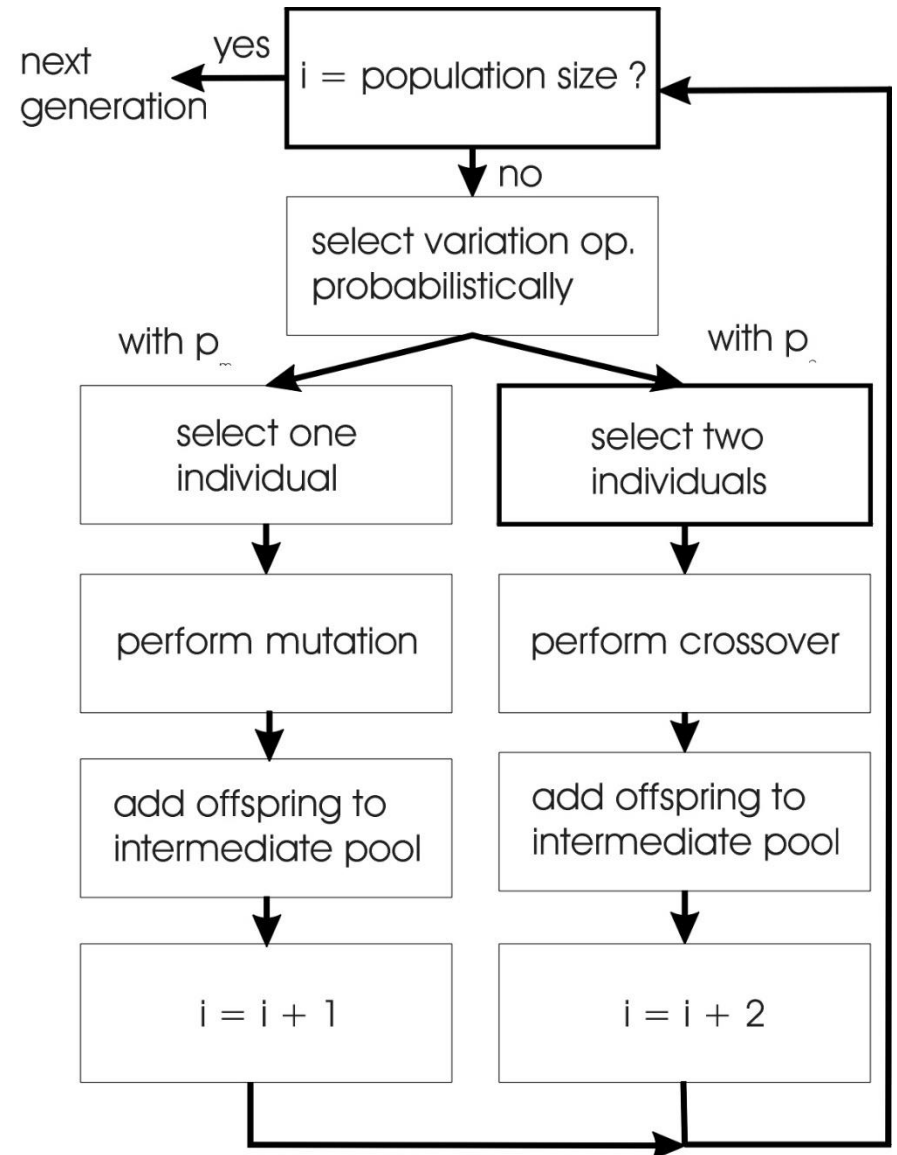 yes
next
generation
i = population size ?
no
select variation op.
probabilistically
with p
with p
select one
individual
select two
individuals
perform mutation
perform crossover
add offspring to
intermediate pool
add offspring to
intermediate pool
i = i + 1
i = i + 2